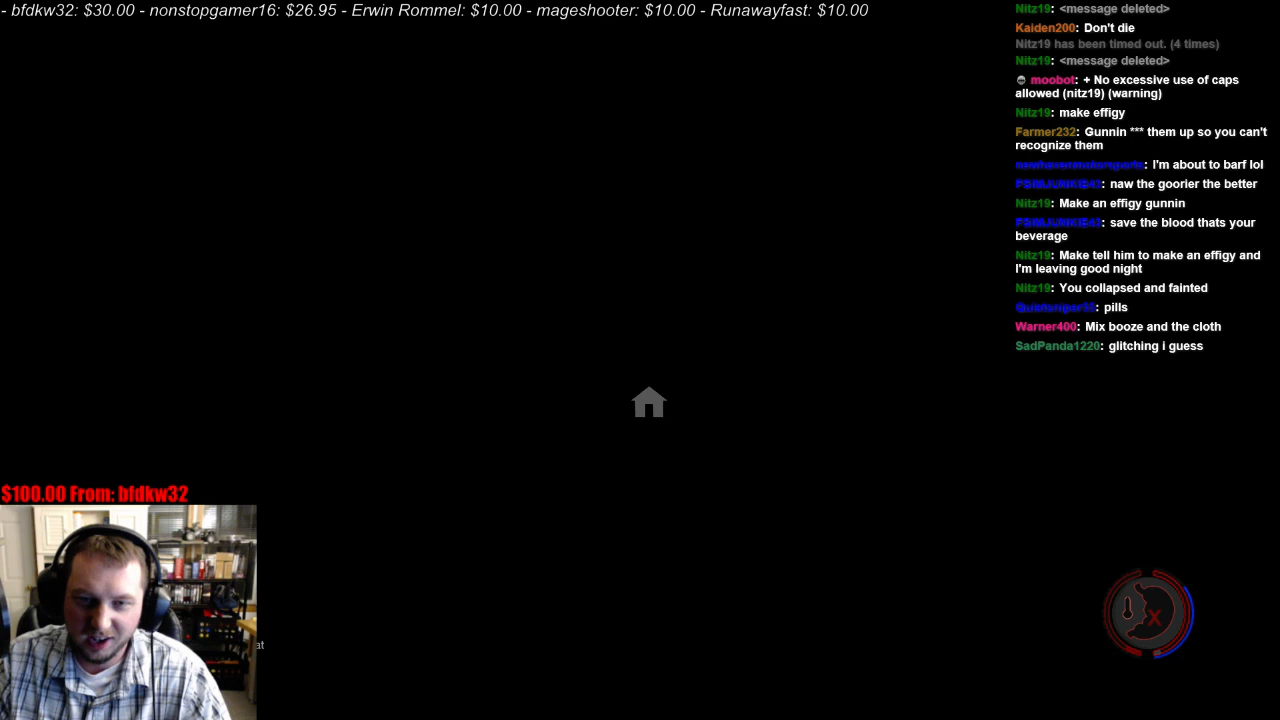 - bfdkw32: $30.00 - nonstopgamer16: $26.95 - Erwin Rommel: $10.00 - mageshooter: $10.00 - Runawayfast: $10.00
Nitz19: <message deleted>
Kaiden200: Don't die
Nitz19 has been timed out. (4 times)
Nitz19: <message deleted>
moobot: + No excessive use of caps
allowed (nitz19) (warning)
Nitz19: make effigy
Farmer232: Gunnin *** them up so you can't
recognize them
: I'm about to barf lol
: naw the goorier the better
Nitz19: Make an effigy gunnin
: save the blood thats your
beverage
Nitz19: Make tell him to make an effigy and
I'm leaving good night
Nitz19: You collapsed and fainted
: pills
Warner400: Mix booze and the cloth
SadPanda1220: glitching i guess
$100.00 From: bfdkw32
at